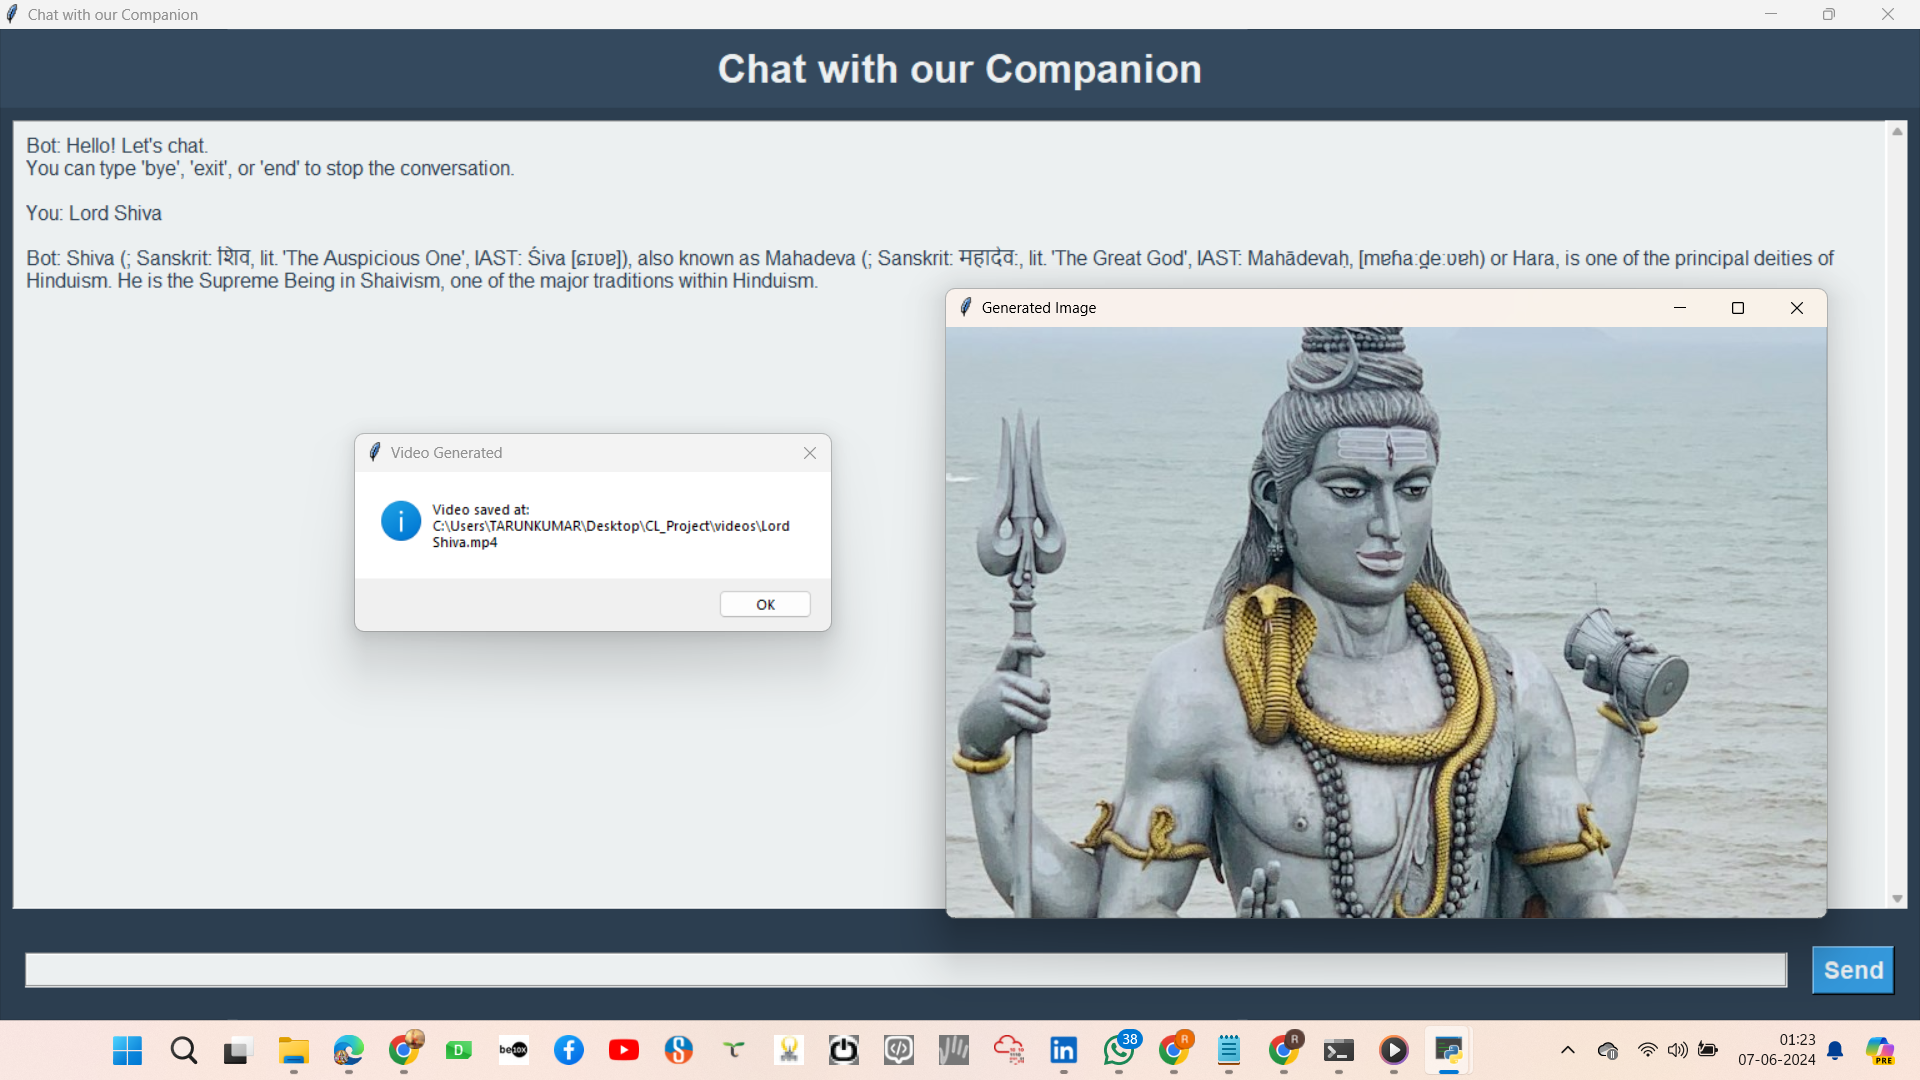 Chat with our Companion
Chat with our Companion
Bot: Hello! Let's chat.
You can type 'bye', 'exit', or 'end' to stop the conversation.
You: Lord Shiva
Bot: Shiva (; Sanskrit: शिव, lit. 'The Auspicious One', IAST: Śiva [ɕɪʋɐ]), also known as Mahadeva (; Sanskrit: महादेव:, lit. 'The Great God', IAST: Mahādevaḥ, [mɐɦaːd̪eːʋɐh) or Hara, is one of the principal deities of
Hinduism. He is the Supreme Being in Shaivism, one of the major traditions within Hinduism.
Generated Image
Video Generated
Video saved at:
C:\Users\TARUNKUMAR\Desktop\CL_Project\videos\Lord
Shiva.mp4
OK
Send
D
be10x
38
R
R
01:23
07-06-2024
PRE